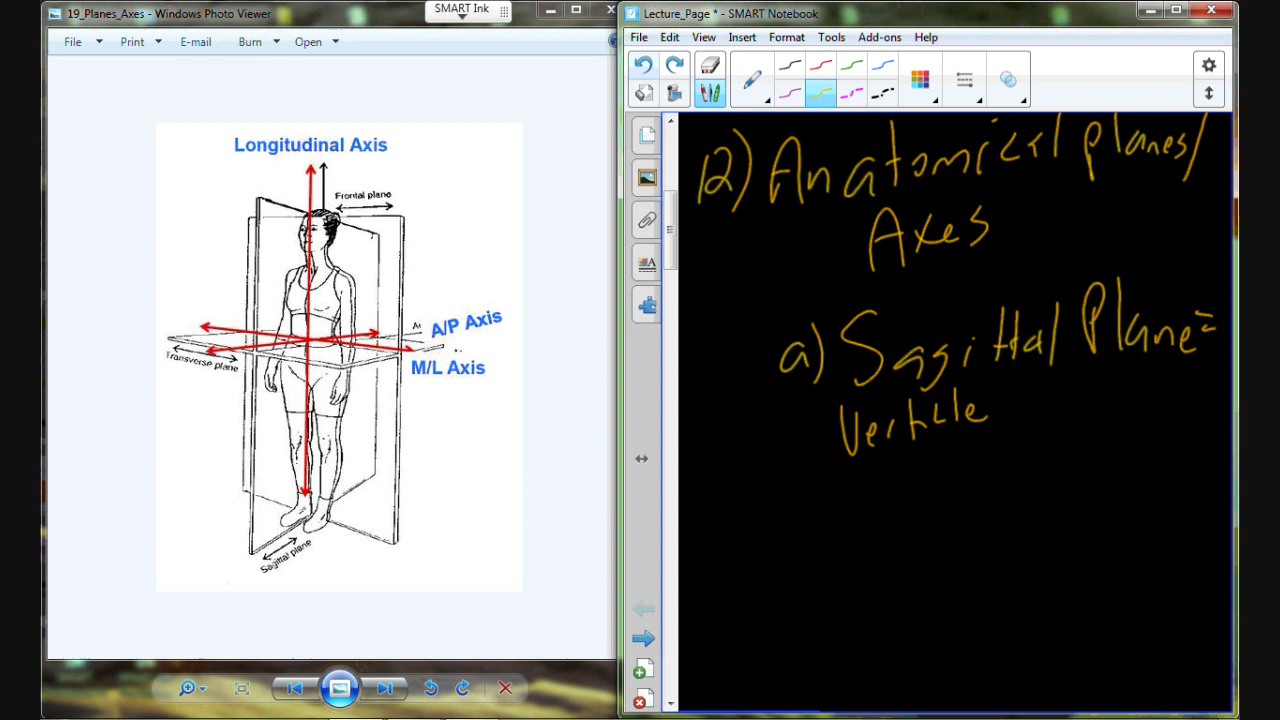 19_Planes_Axes - Windows Photo Viewer
SMART Ink
File Print E-mail Burn Open
Longitudinal Axis
Frontal plane
A/P Axis
M/L Axis
Transverse plane
Sagittal plane
Lecture_Page * - SMART Notebook
File Edit View Insert Format Tools Add-ons Help
12) Anatomical planes/
Axes
a) Sagittal Plane=
Verticle